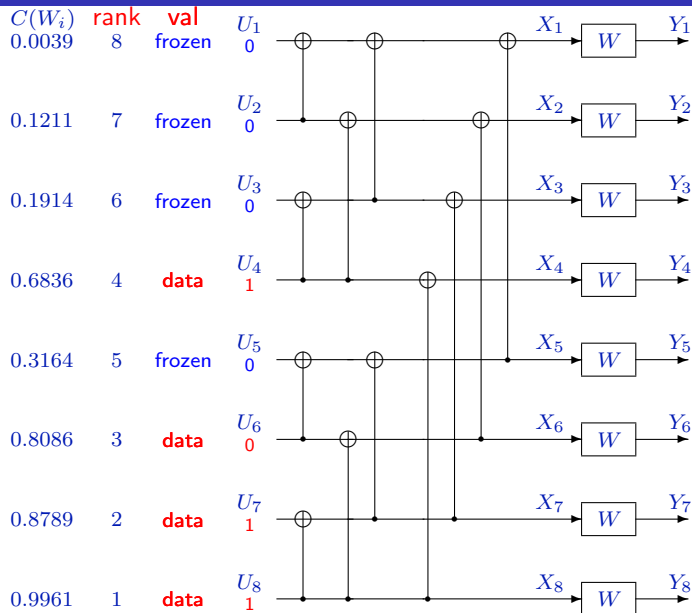 C(W_i) rank val
0.0039 8 frozen U_1 0 X_1 W Y_1
0.1211 7 frozen U_2 0 X_2 W Y_2
0.1914 6 frozen U_3 0 X_3 W Y_3
0.6836 4 data U_4 1 X_4 W Y_4
0.3164 5 frozen U_5 0 X_5 W Y_5
0.8086 3 data U_6 0 X_6 W Y_6
0.8789 2 data U_7 1 X_7 W Y_7
0.9961 1 data U_8 1 X_8 W Y_8